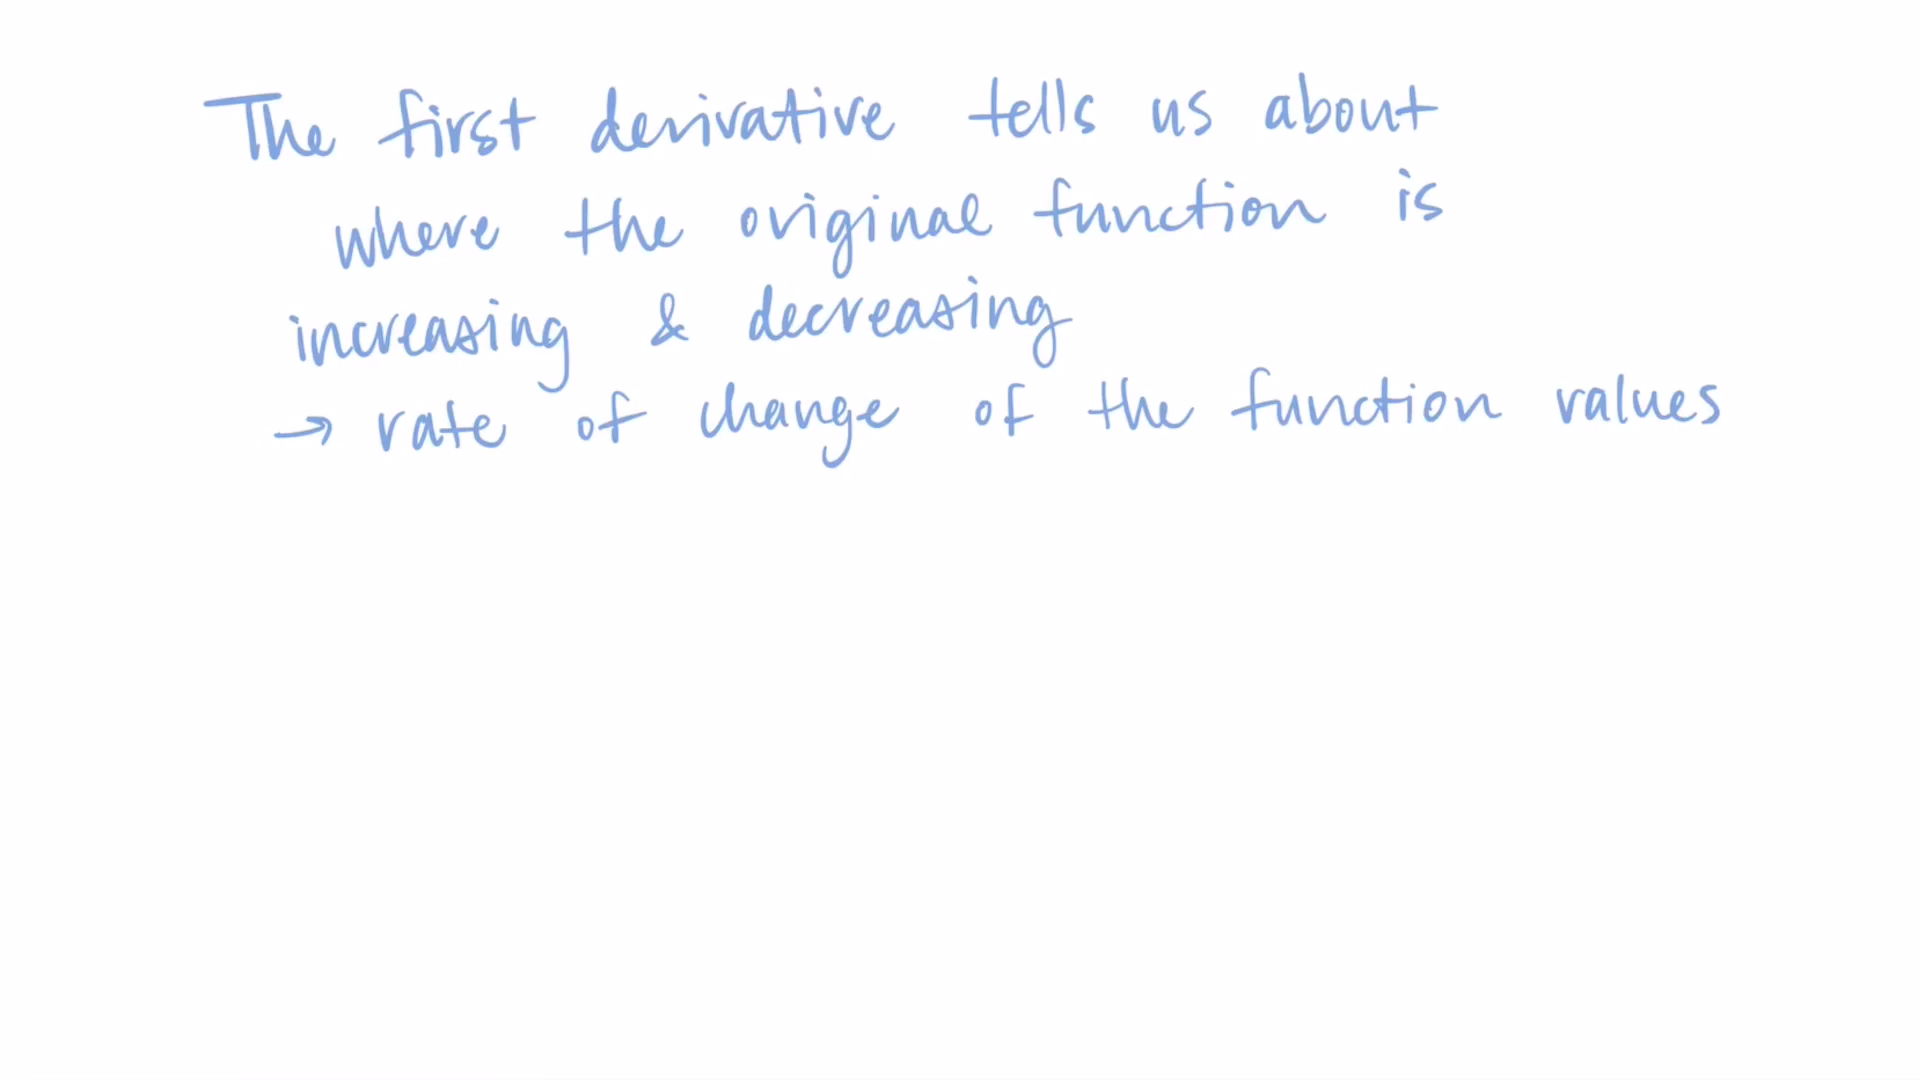 The first derivative tells us about
where the original function is
increasing & decreasing
→ rate of change of the function values